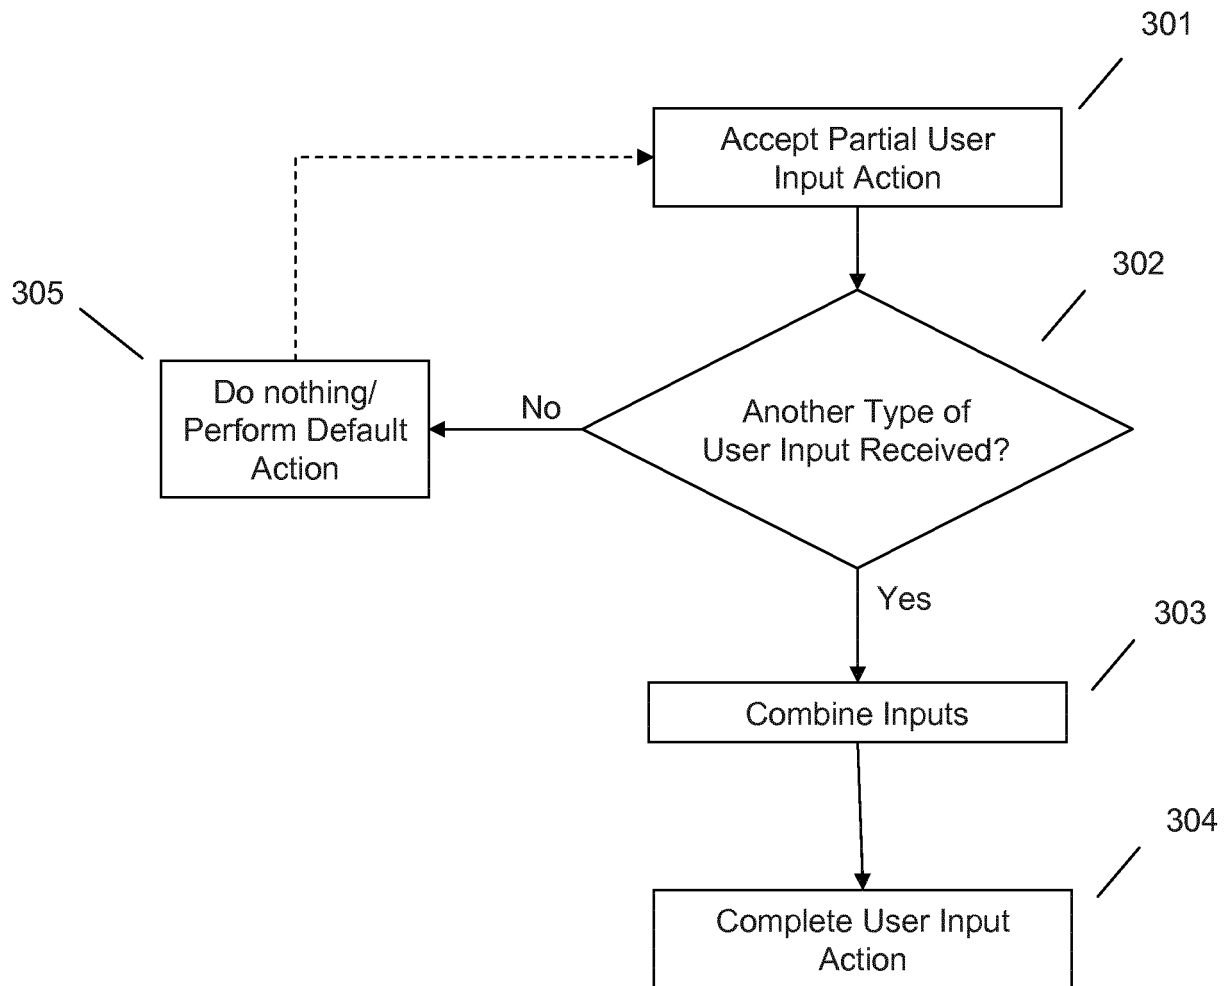 301
Accept Partial User
Input Action
302
305
Do nothing/
Perform Default
Action
No
Another Type of
User Input Received?
Yes
303
Combine Inputs
304
Complete User Input
Action